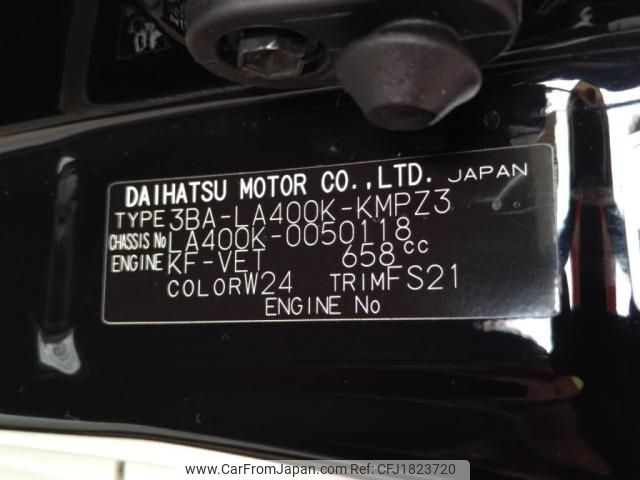 DAIHATSU MOTOR CO.,LTD. JAPAN
TYPE 3BA-LA400K-KMPZ3
CHASSIS No LA400K-0050118
ENGINE KF-VET 658cc
COLOR W24 TRIM FS21
ENGINE No
www.CarFromJapan.com - CFJ1823720